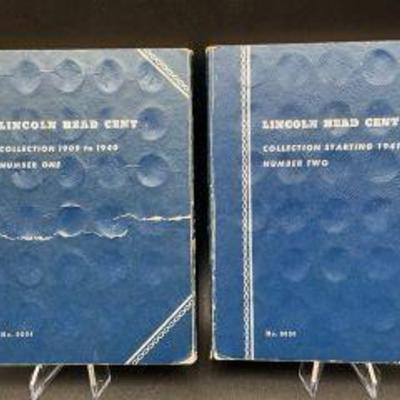 LINCOLN HEAD CENT
COLLECTION 1909 to 1940
NUMBER ONE
LINCOLN HEAD CENT
COLLECTION STARTING 1941
NUMBER TWO